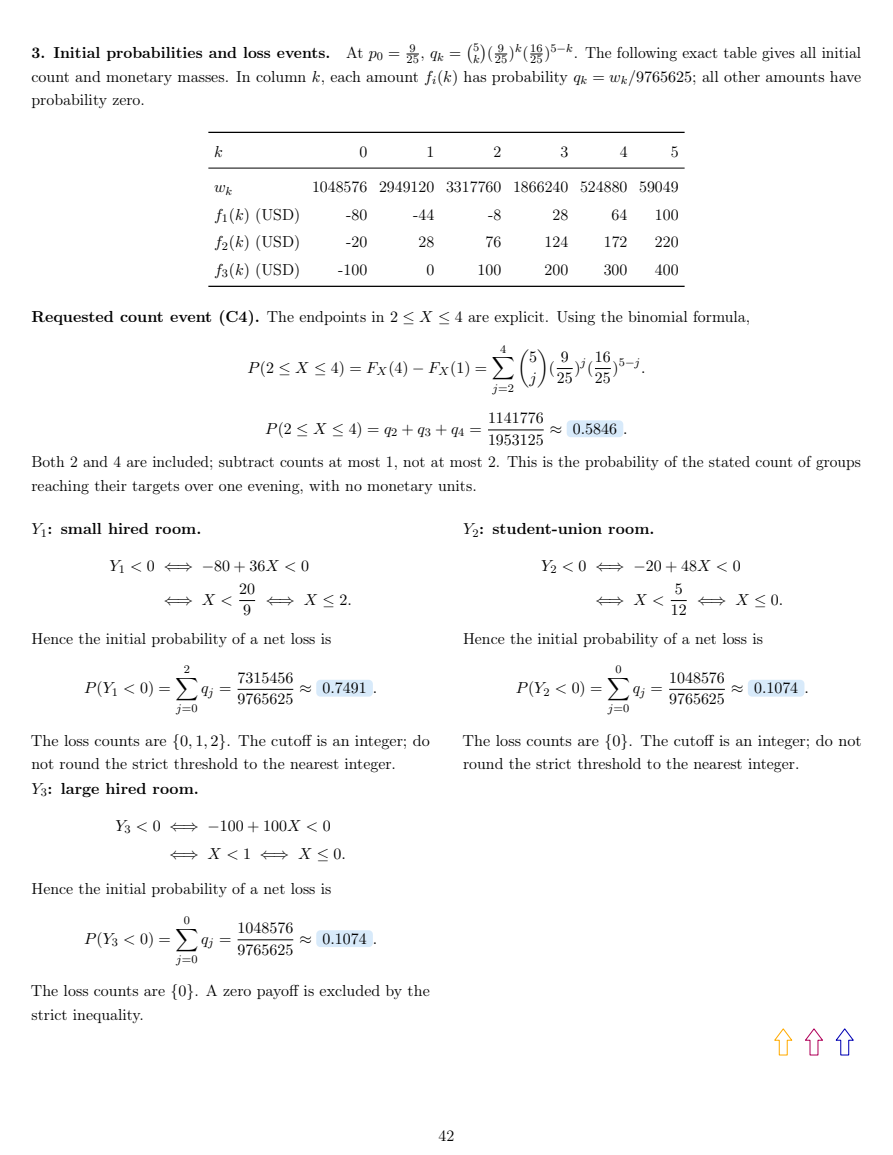 3. Initial probabilities and loss events. At p₀ = 9/25, qₖ = (5 k)(9/25)ᵏ(16/25)⁵⁻ᵏ. The following exact table gives all initial
count and monetary masses. In column k, each amount fᵢ(k) has probability qₖ = wₖ/9765625; all other amounts have
probability zero.
k 0 1 2 3 4 5
wₖ 1048576 2949120 3317760 1866240 524880 59049
f₁(k) (USD) -80 -44 -8 28 64 100
f₂(k) (USD) -20 28 76 124 172 220
f₃(k) (USD) -100 0 100 200 300 400
Requested count event (C4). The endpoints in 2 ≤ X ≤ 4 are explicit. Using the binomial formula,
P(2 ≤ X ≤ 4) = F_X(4) − F_X(1) = ∑_{j=2}^{4} (5 j)(9/25)ʲ(16/25)⁵⁻ʲ.
P(2 ≤ X ≤ 4) = q₂ + q₃ + q₄ = 1141776/1953125 ≈ 0.5846.
Both 2 and 4 are included; subtract counts at most 1, not at most 2. This is the probability of the stated count of groups
reaching their targets over one evening, with no monetary units.
Y₁: small hired room.
Y₁ < 0 ⟺ −80 + 36X < 0
⟺ X < 20/9 ⟺ X ≤ 2.
Hence the initial probability of a net loss is
P(Y₁ < 0) = ∑_{j=0}^{2} qⱼ = 7315456/9765625 ≈ 0.7491.
The loss counts are {0, 1, 2}. The cutoff is an integer; do
not round the strict threshold to the nearest integer.
Y₂: student-union room.
Y₂ < 0 ⟺ −20 + 48X < 0
⟺ X < 5/12 ⟺ X ≤ 0.
Hence the initial probability of a net loss is
P(Y₂ < 0) = ∑_{j=0}^{0} qⱼ = 1048576/9765625 ≈ 0.1074.
The loss counts are {0}. The cutoff is an integer; do not
round the strict threshold to the nearest integer.
Y₃: large hired room.
Y₃ < 0 ⟺ −100 + 100X < 0
⟺ X < 1 ⟺ X ≤ 0.
Hence the initial probability of a net loss is
P(Y₃ < 0) = ∑_{j=0}^{0} qⱼ = 1048576/9765625 ≈ 0.1074.
The loss counts are {0}. A zero payoff is excluded by the
strict inequality.
42